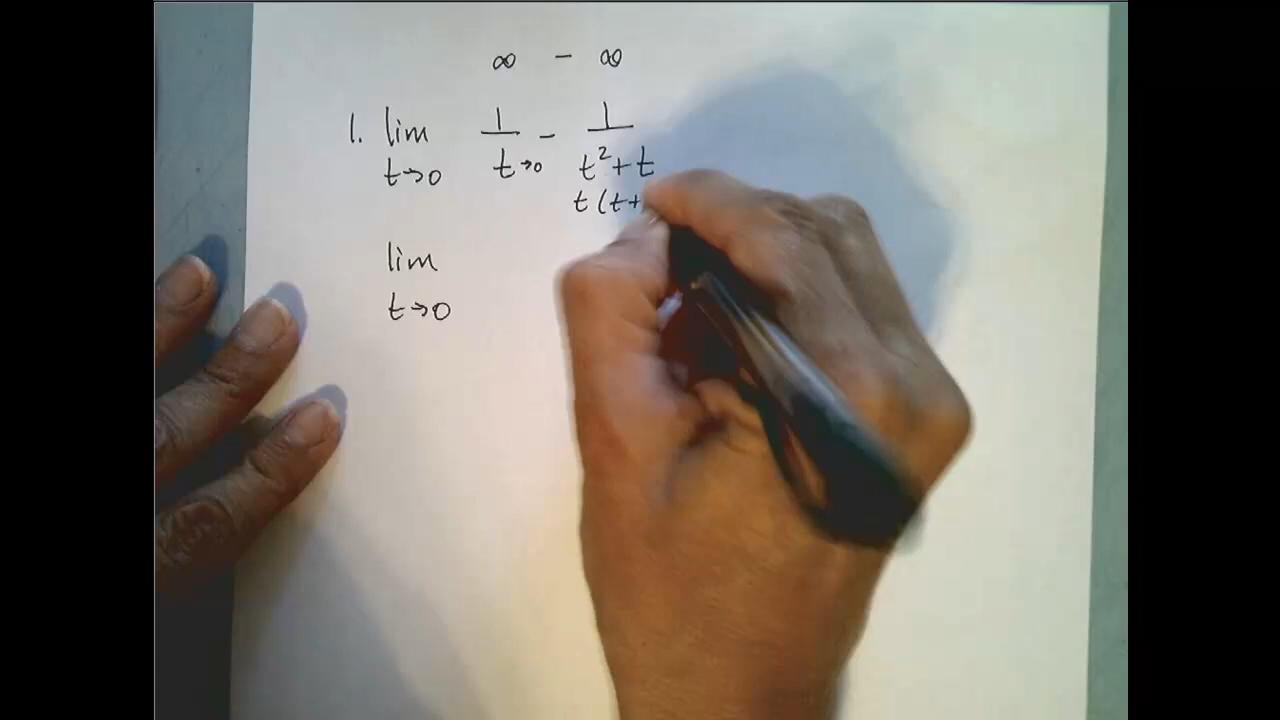 ∞ - ∞
1. lim 1/t→0 - 1/t²+t
t→0
t(t+
lim
t→0